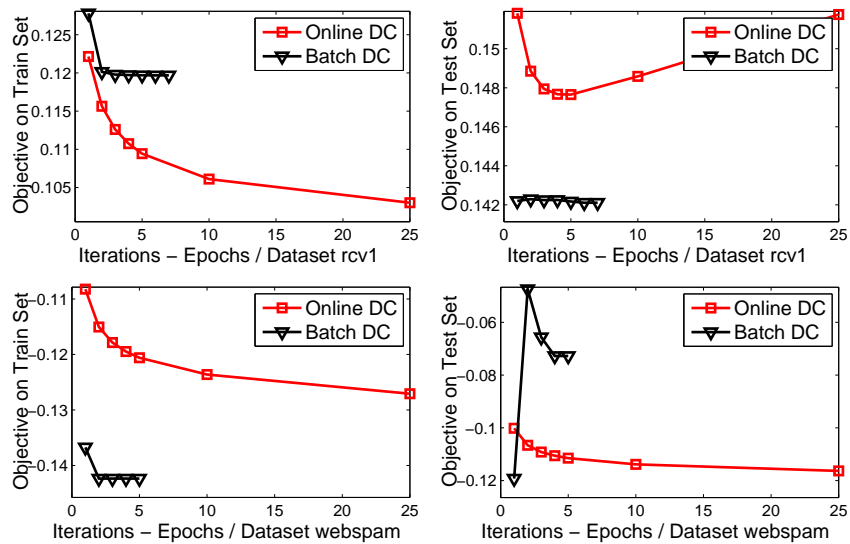 Objective on Train Set
0.125
0.12
0.115
0.11
0.105
Online DC
Batch DC
0 5 10 15 20 25
Iterations − Epochs / Dataset rcv1
Objective on Test Set
0.15
0.148
0.146
0.144
0.142
Online DC
Batch DC
0 5 10 15 20 25
Iterations − Epochs / Dataset rcv1
Objective on Train Set
−0.11
−0.12
−0.13
−0.14
Online DC
Batch DC
0 5 10 15 20 25
Iterations − Epochs / Dataset webspam
Objective on Test Set
−0.06
−0.08
−0.1
−0.12
Online DC
Batch DC
0 5 10 15 20 25
Iterations − Epochs / Dataset webspam